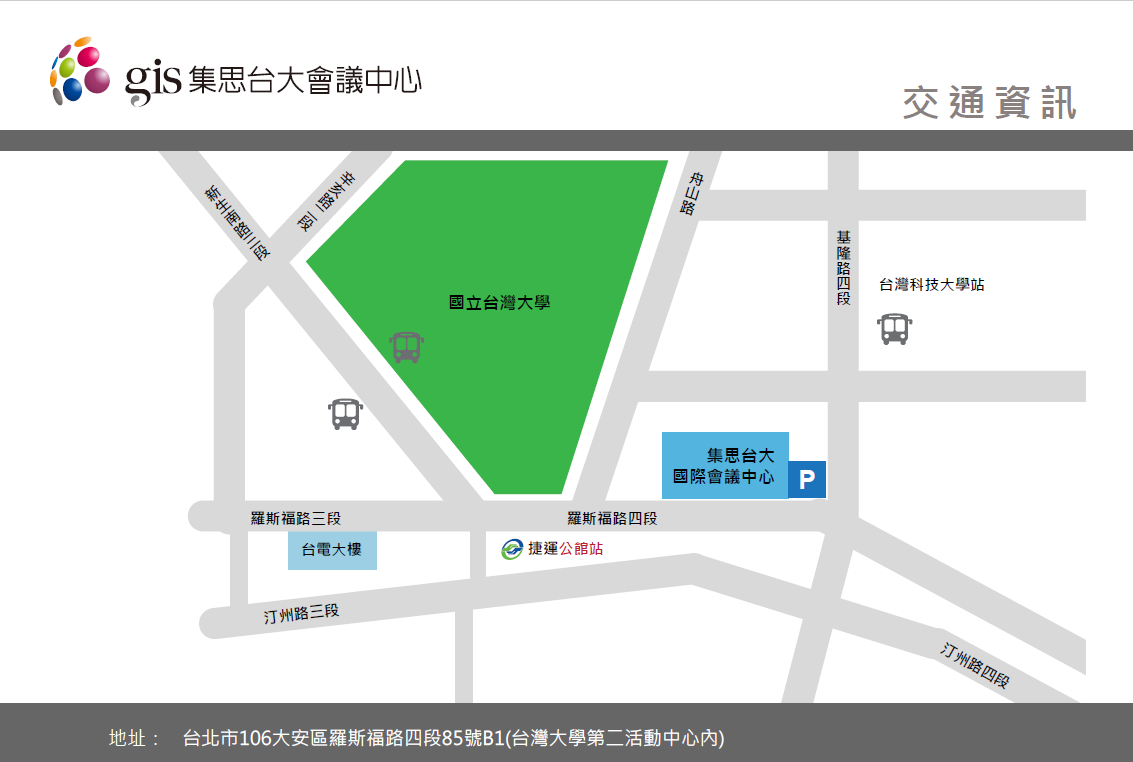 gis 集思台大會議中心
交通資訊
新生南路三段
辛亥路二段
舟山路
基隆路四段
台灣科技大學站
國立台灣大學
集思台大
國際會議中心
P
羅斯福路三段
羅斯福路四段
台電大樓
捷運公館站
汀州路三段
汀州路四段
地址： 台北市106大安區羅斯福路四段85號B1(台灣大學第二活動中心內)